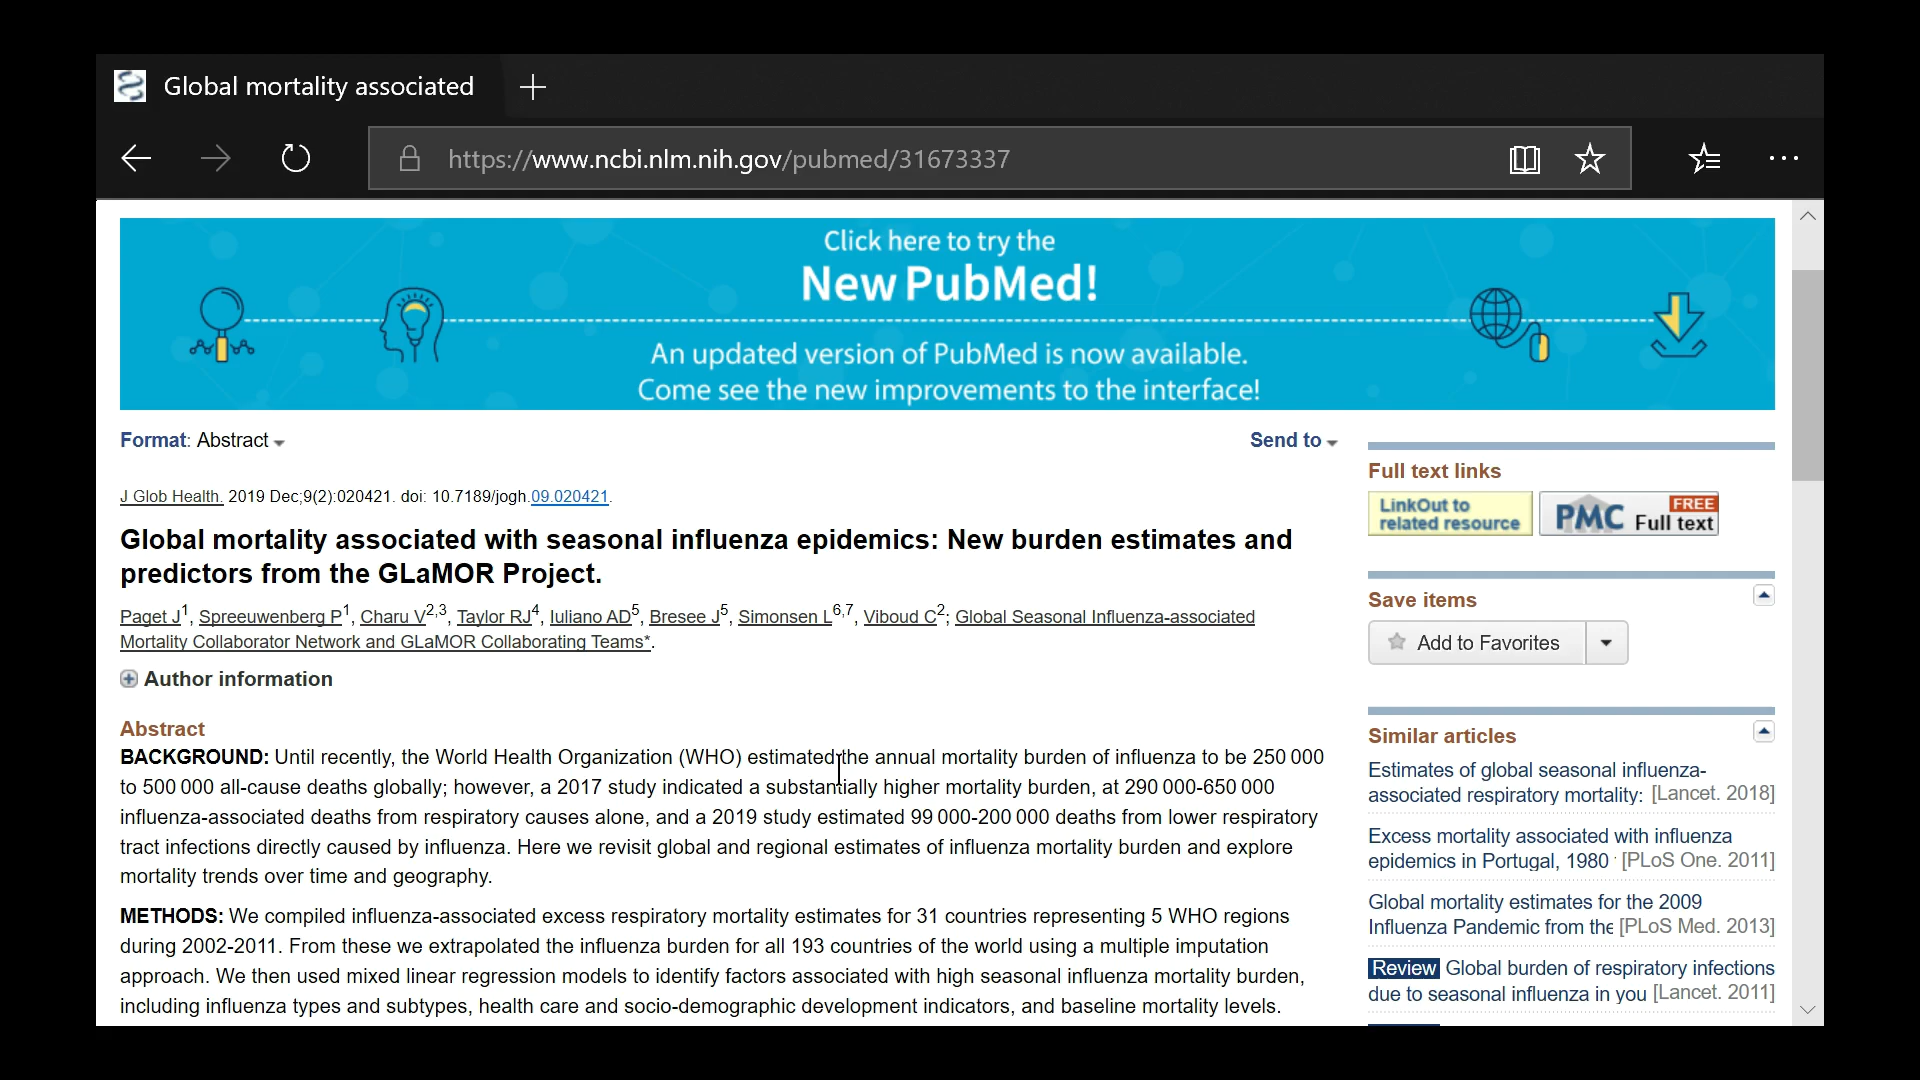 Global mortality associated
https://www.ncbi.nlm.nih.gov/pubmed/31673337
Click here to try the
New PubMed!
An updated version of PubMed is now available.
Come see the new improvements to the interface!
Format: Abstract
Send to
J Glob Health. 2019 Dec;9(2):020421. doi: 10.7189/jogh.09.020421.
Global mortality associated with seasonal influenza epidemics: New burden estimates and
predictors from the GLaMOR Project.
Paget J1, Spreeuwenberg P1, Charu V2,3, Taylor RJ4, Iuliano AD5, Bresee J5, Simonsen L6,7, Viboud C2; Global Seasonal Influenza-associated
Mortality Collaborator Network and GLaMOR Collaborating Teams*.
Author information
Abstract
BACKGROUND: Until recently, the World Health Organization (WHO) estimated the annual mortality burden of influenza to be 250 000
to 500 000 all-cause deaths globally; however, a 2017 study indicated a substantially higher mortality burden, at 290 000-650 000
influenza-associated deaths from respiratory causes alone, and a 2019 study estimated 99 000-200 000 deaths from lower respiratory
tract infections directly caused by influenza. Here we revisit global and regional estimates of influenza mortality burden and explore
mortality trends over time and geography.
METHODS: We compiled influenza-associated excess respiratory mortality estimates for 31 countries representing 5 WHO regions
during 2002-2011. From these we extrapolated the influenza burden for all 193 countries of the world using a multiple imputation
approach. We then used mixed linear regression models to identify factors associated with high seasonal influenza mortality burden,
including influenza types and subtypes, health care and socio-demographic development indicators, and baseline mortality levels.
Full text links
LinkOut to
related resource
PMC FREE
Full text
Save items
Add to Favorites
Similar articles
Estimates of global seasonal influenza-
associated respiratory mortality: [Lancet. 2018]
Excess mortality associated with influenza
epidemics in Portugal, 1980 [PLoS One. 2011]
Global mortality estimates for the 2009
Influenza Pandemic from the [PLoS Med. 2013]
Review Global burden of respiratory infections
due to seasonal influenza in you [Lancet. 2011]